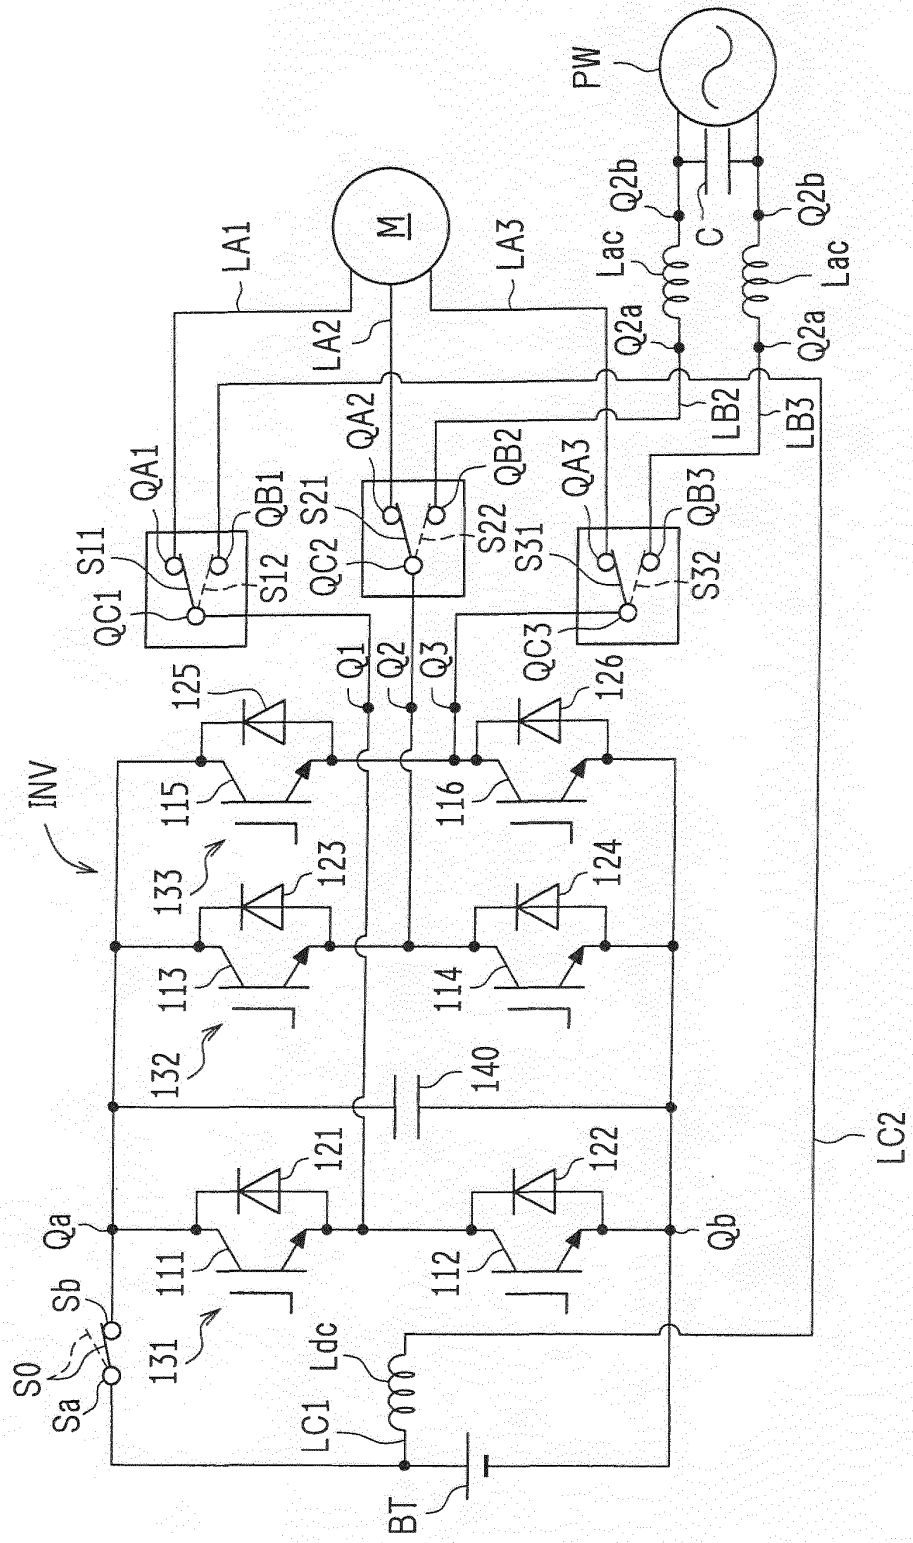 INV
S0
Sa
Sb
Qa
131
111
121
132
113
123
133
115
125
140
112
122
114
124
116
126
BT
LC1
Ldc
Qb
LC2
Q1
Q2
Q3
QC1
S11
S12
QA1
QB1
QC2
S21
S22
QA2
QB2
QC3
S31
S32
QA3
QB3
LA1
LA2
LA3
M
LB2
LB3
Q2a
Q2a
Lac
Lac
Q2b
Q2b
C
PW